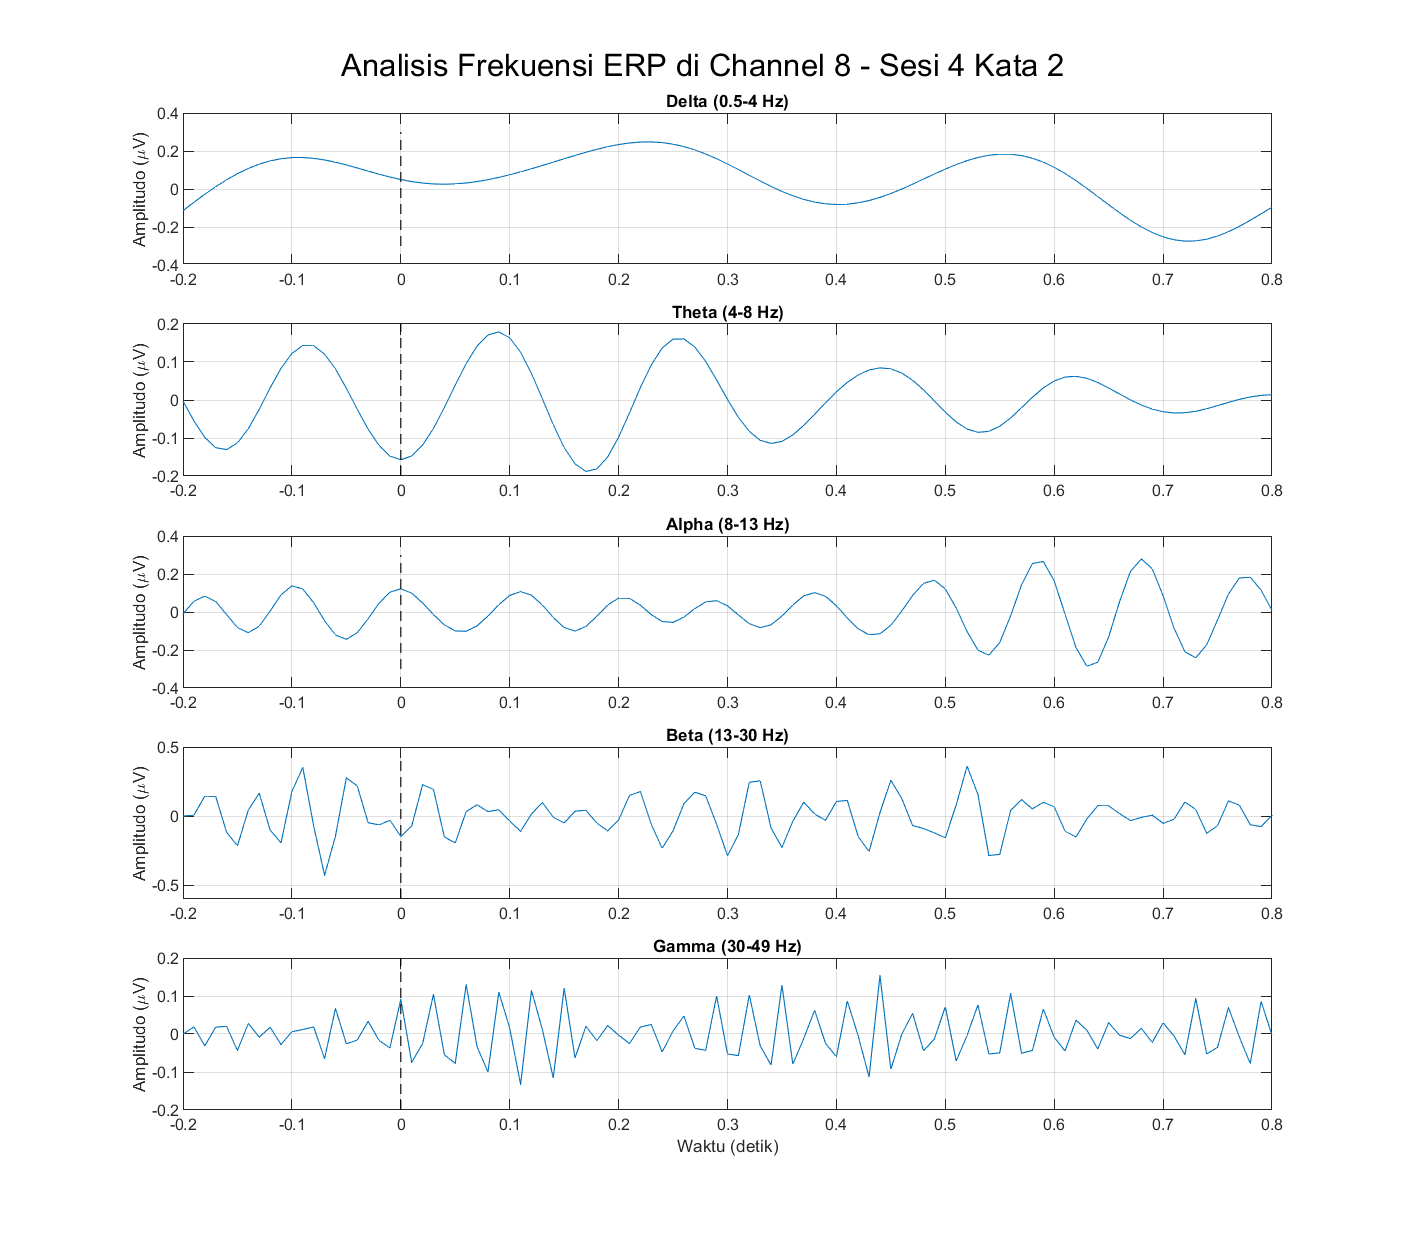 Analisis Frekuensi ERP di Channel 8 - Sesi 4 Kata 2
Delta (0.5-4 Hz)
Amplitudo (μV)
0.4
0.2
0
-0.2
-0.4
-0.2 -0.1 0 0.1 0.2 0.3 0.4 0.5 0.6 0.7 0.8
Theta (4-8 Hz)
Amplitudo (μV)
0.2
0.1
0
-0.1
-0.2
-0.2 -0.1 0 0.1 0.2 0.3 0.4 0.5 0.6 0.7 0.8
Alpha (8-13 Hz)
Amplitudo (μV)
0.4
0.2
0
-0.2
-0.4
-0.2 -0.1 0 0.1 0.2 0.3 0.4 0.5 0.6 0.7 0.8
Beta (13-30 Hz)
Amplitudo (μV)
0.5
0
-0.5
-0.2 -0.1 0 0.1 0.2 0.3 0.4 0.5 0.6 0.7 0.8
Gamma (30-49 Hz)
Amplitudo (μV)
0.2
0.1
0
-0.1
-0.2
-0.2 -0.1 0 0.1 0.2 0.3 0.4 0.5 0.6 0.7 0.8
Waktu (detik)